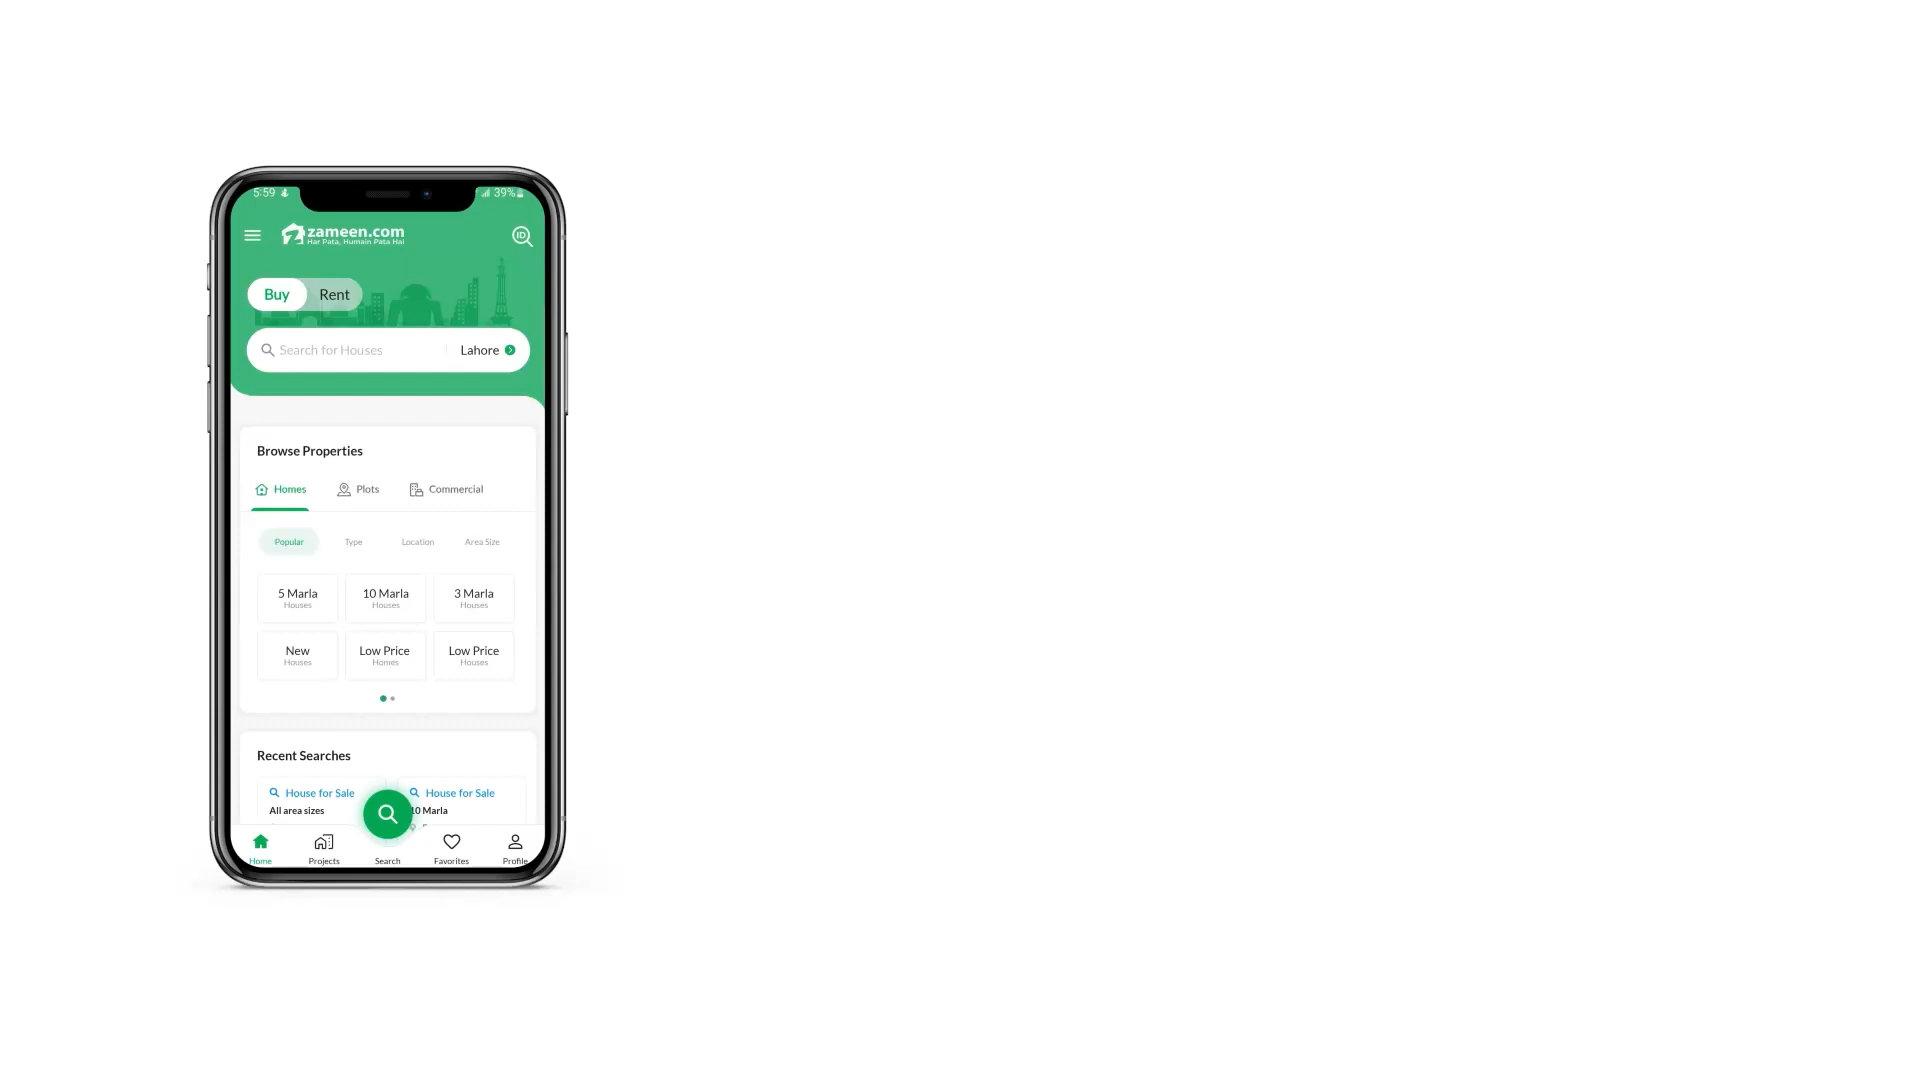 5:59
39%
zameen.com
Har Pata, Humain Pata Hai
ID
Buy Rent
Search for Houses Lahore
Browse Properties
Homes Plots Commercial
Popular Type Location Area Size
5 Marla 10 Marla 3 Marla
Houses Houses Houses
New Low Price Low Price
Houses Homes Houses
Recent Searches
House for Sale House for Sale
All area sizes 10 Marla
Home Projects Search Favorites Profile